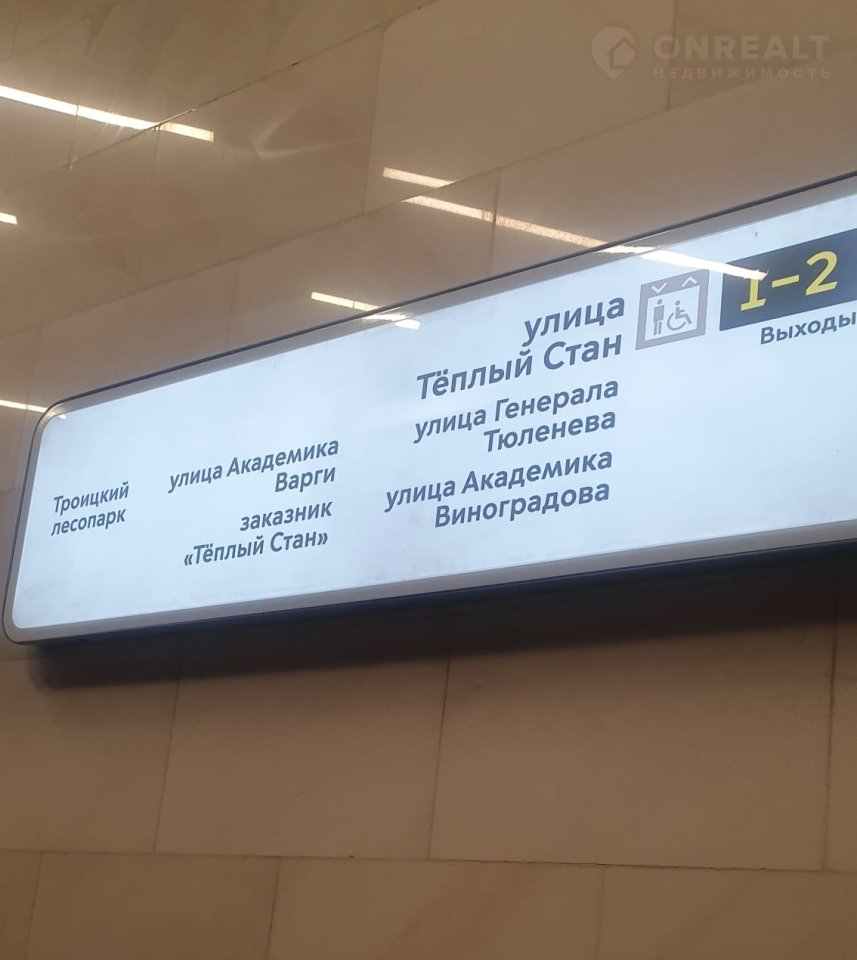 ONREALT
НЕДВИЖИМОСТЬ
Троицкий
лесопарк
улица Академика
Варги
заказник
«Тёплый Стан»
улица
Тёплый Стан
улица Генерала
Тюленева
улица Академика
Виноградова
1-2
Выходы